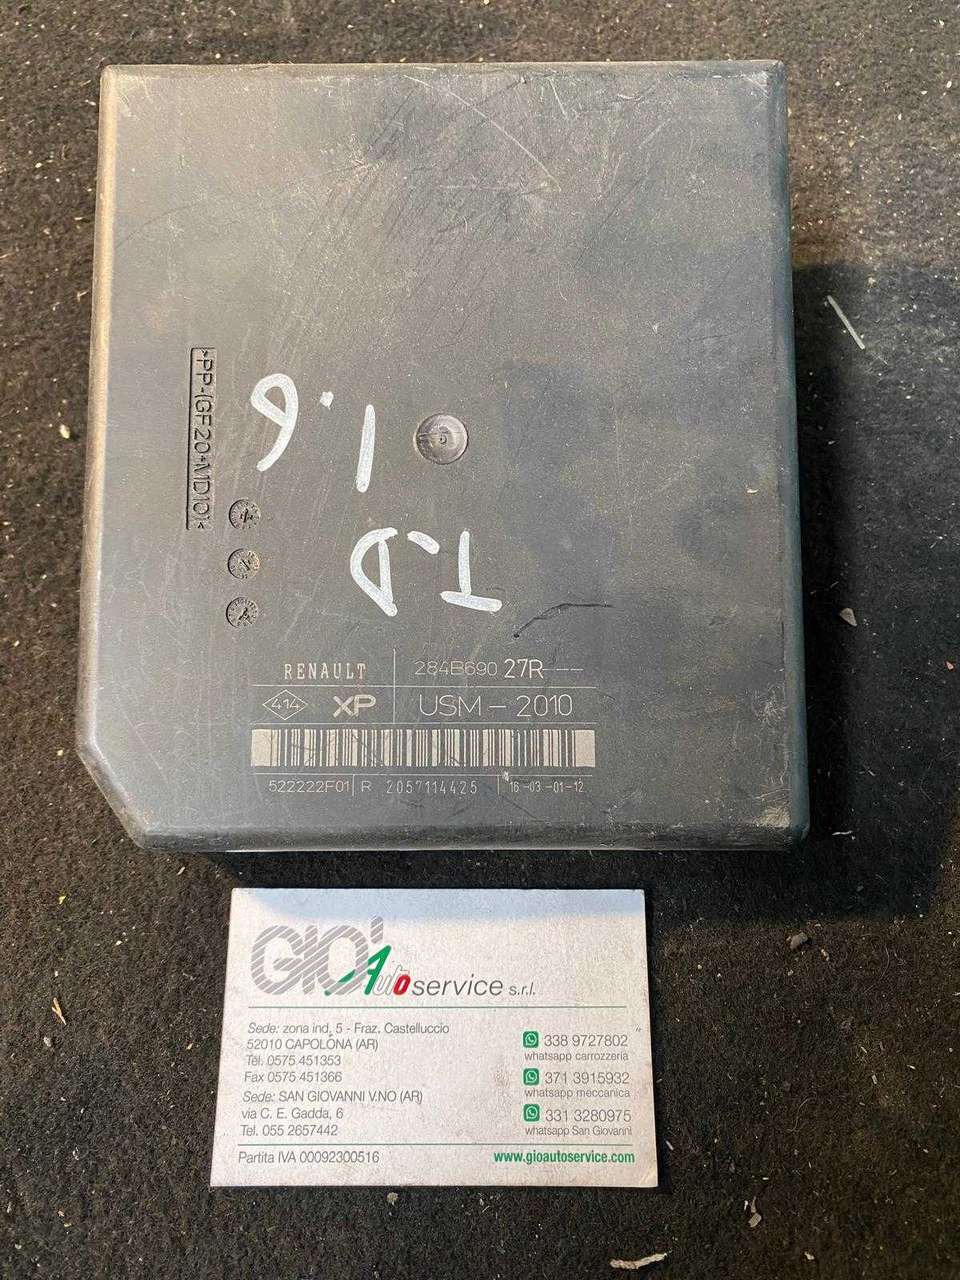 >PP-(GF20+MD10)<
1.6
T.D
5
RENAULT 284B690 27R---
414 XP USM - 2010
522222F01 R 2057114425 16-03-01-12
GIO' Auto service s.r.l.
Sede: zona ind. 5 - Fraz. Castelluccio
52010 CAPOLONA (AR)
Tel. 0575 451353
Fax 0575 451366
Sede: SAN GIOVANNI V.NO (AR)
via C. E. Gadda, 6
Tel. 055 2657442
338 9727802
whatsapp carrozzeria
371 3915932
whatsapp meccanica
331 3280975
whatsapp San Giovanni
Partita IVA 00092300516 www.gioautoservice.com